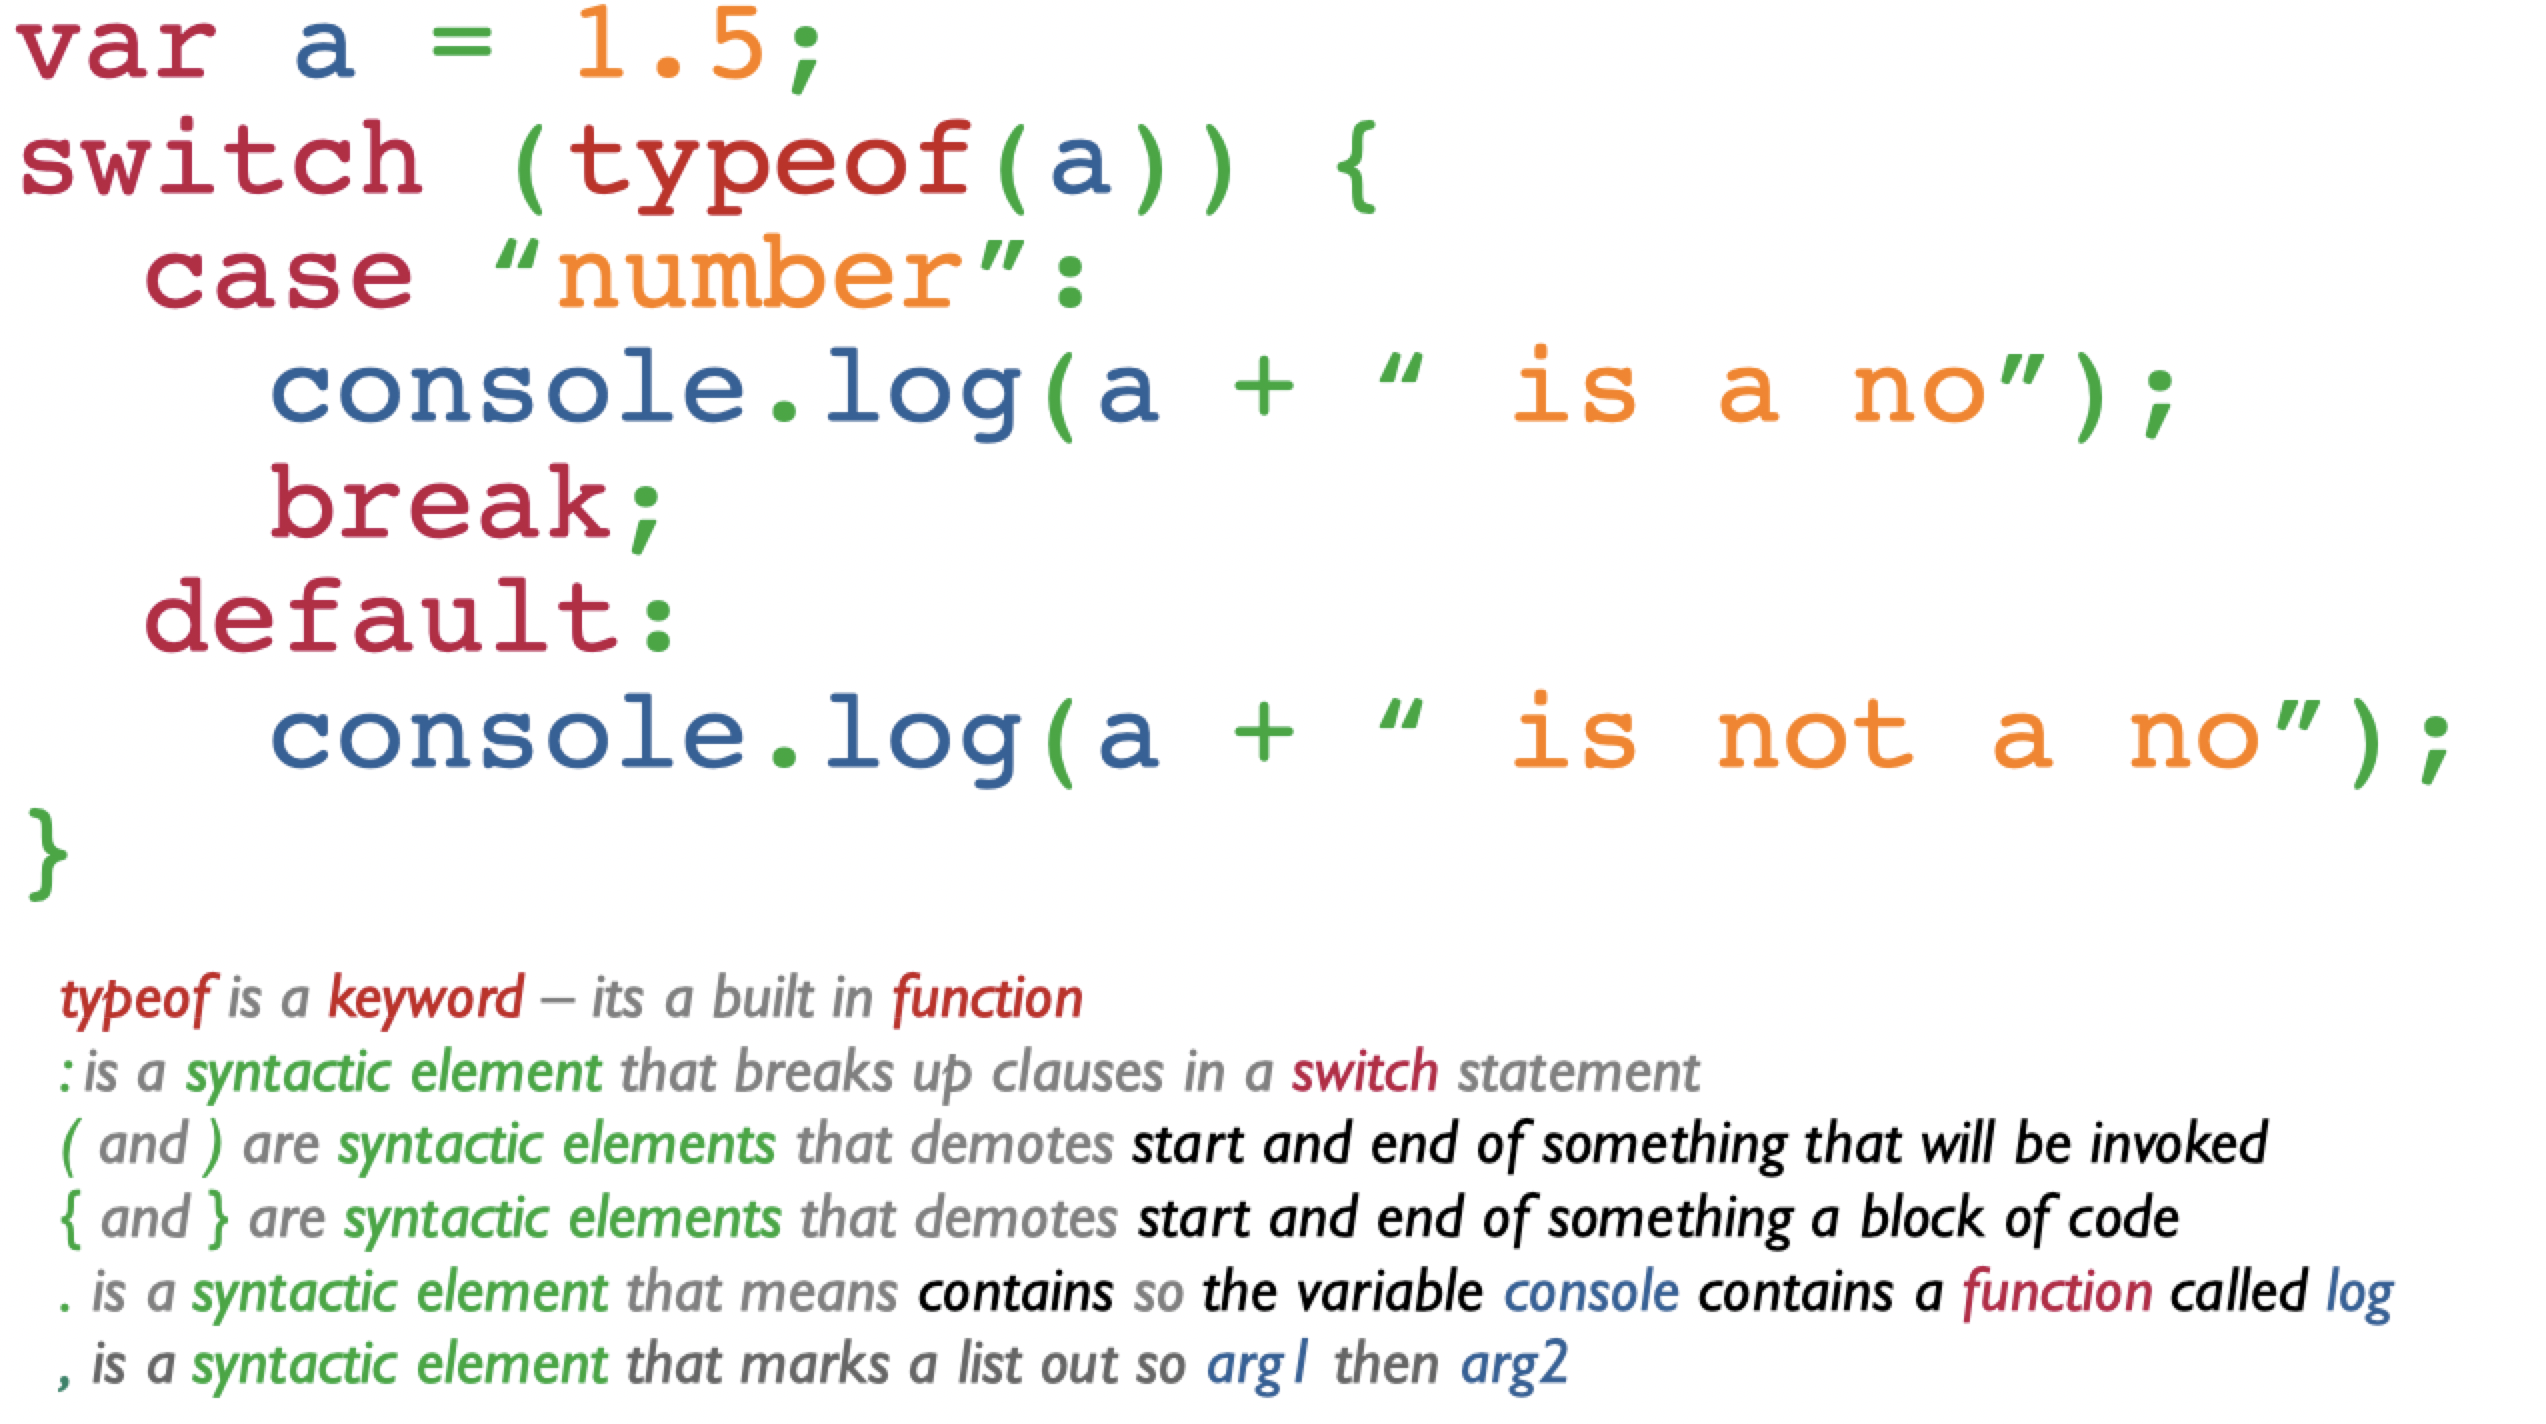 var a = 1.5;
switch (typeof(a)) {
  case “number”:
    console.log(a + “ is a no”);
    break;
  default:
    console.log(a + “ is not a no”);
}
typeof is a keyword – its a built in function
: is a syntactic element that breaks up clauses in a switch statement
( and ) are syntactic elements that demotes start and end of something that will be invoked
{ and } are syntactic elements that demotes start and end of something a block of code
. is a syntactic element that means contains so the variable console contains a function called log
, is a syntactic element that marks a list out so arg1 then arg2